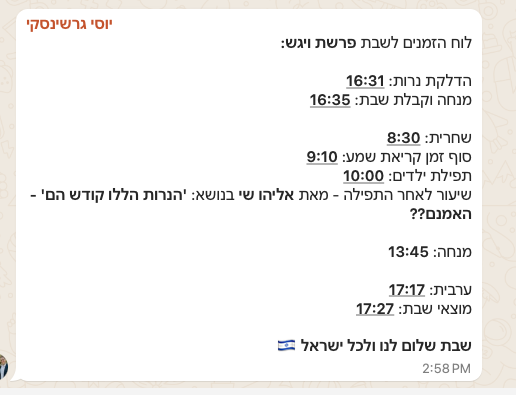 יוסי גרשינסקי
לוח הזמנים לשבת פרשת ויגש:
הדלקת נרות: 16:31
מנחה וקבלת שבת: 16:35
שחרית: 8:30
סוף זמן קריאת שמע: 9:10
תפילת ילדים: 10:00
שיעור לאחר התפילה - מאת אליהו שי בנושא: 'הנרות הללו קודש הם' -
האמנם??
מנחה: 13:45
ערבית: 17:17
מוצאי שבת: 17:27
שבת שלום לנו ולכל ישראל 🇮🇱
2:58 PM